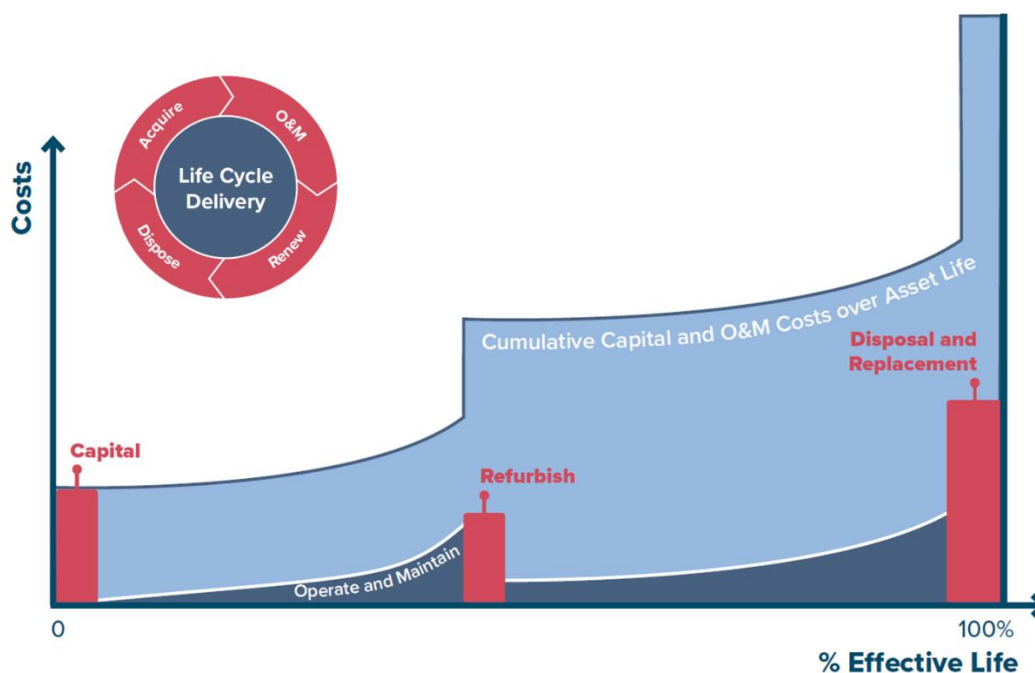 Acquire
O&M
Life Cycle
Delivery
Dispose
Renew
Costs
Cumulative Capital and O&M Costs over Asset Life
Disposal and
Replacement
Capital
Refurbish
Operate and Maintain
0
100%
% Effective Life